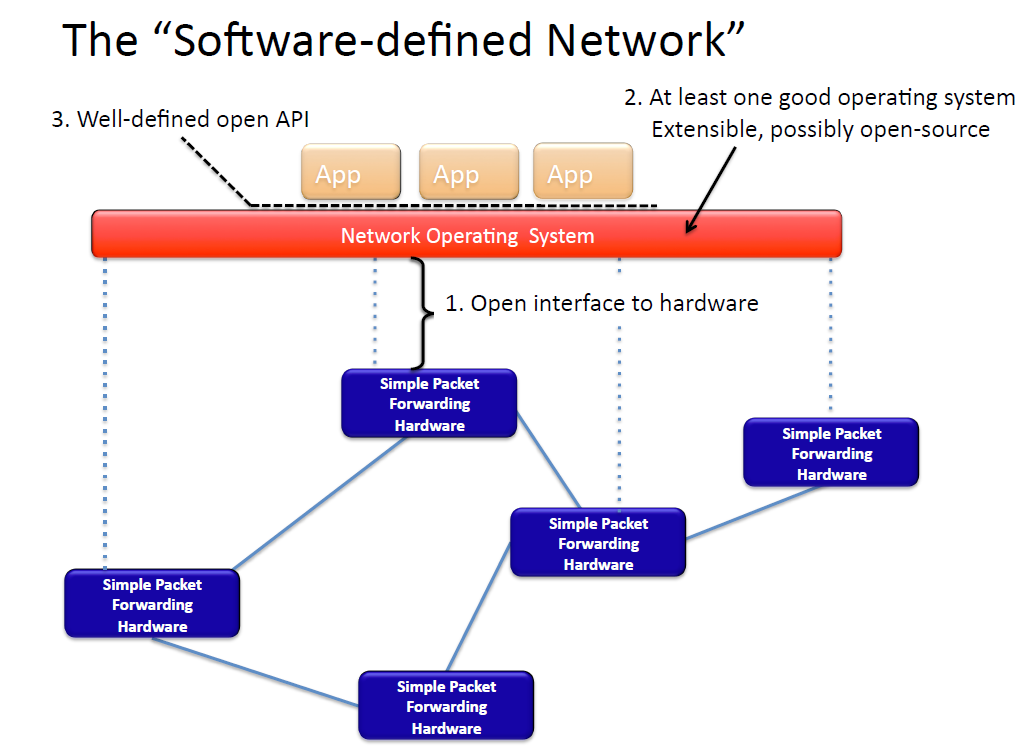 The “Software-defined Network”
3. Well-defined open API
2. At least one good operating system
Extensible, possibly open-source
App
App
App
Network Operating System
1. Open interface to hardware
Simple Packet
Forwarding
Hardware
Simple Packet
Forwarding
Hardware
Simple Packet
Forwarding
Hardware
Simple Packet
Forwarding
Hardware
Simple Packet
Forwarding
Hardware